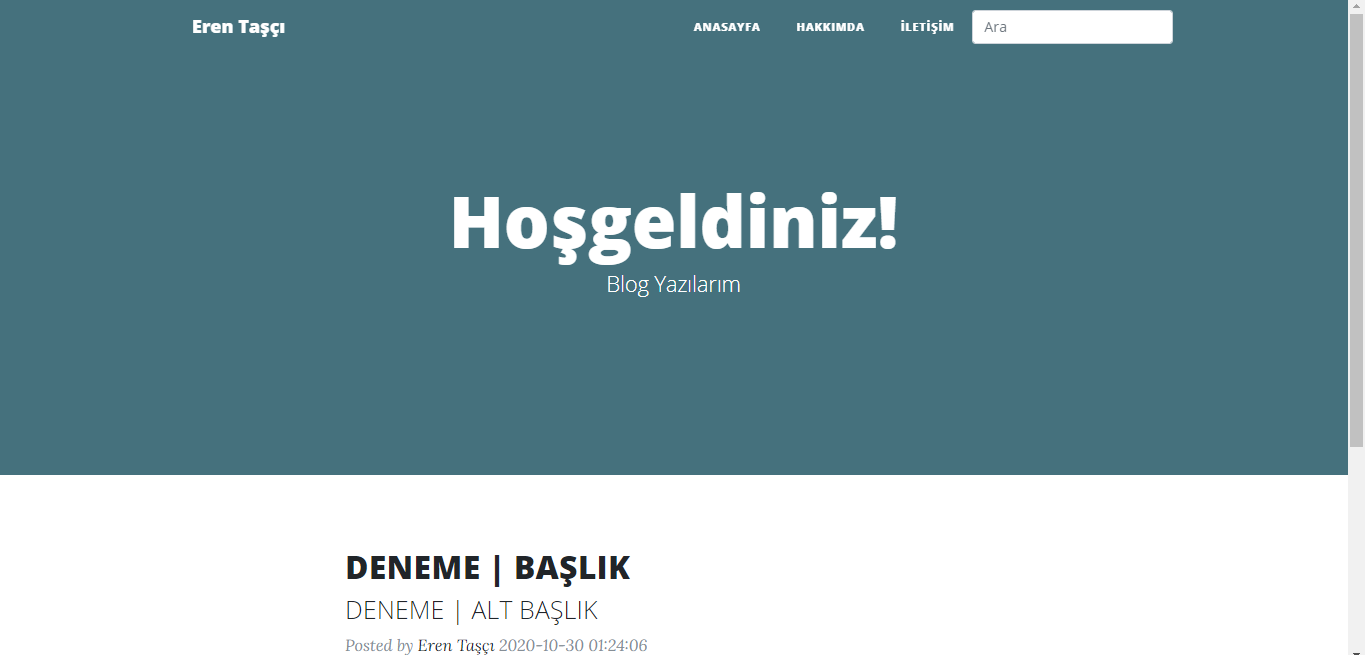 Eren Taşçı ANASAYFA HAKKIMDA İLETİŞİM Ara
Hoşgeldiniz!
Blog Yazılarım
DENEME | BAŞLIK
DENEME | ALT BAŞLIK
Posted by Eren Taşçı 2020-10-30 01:24:06